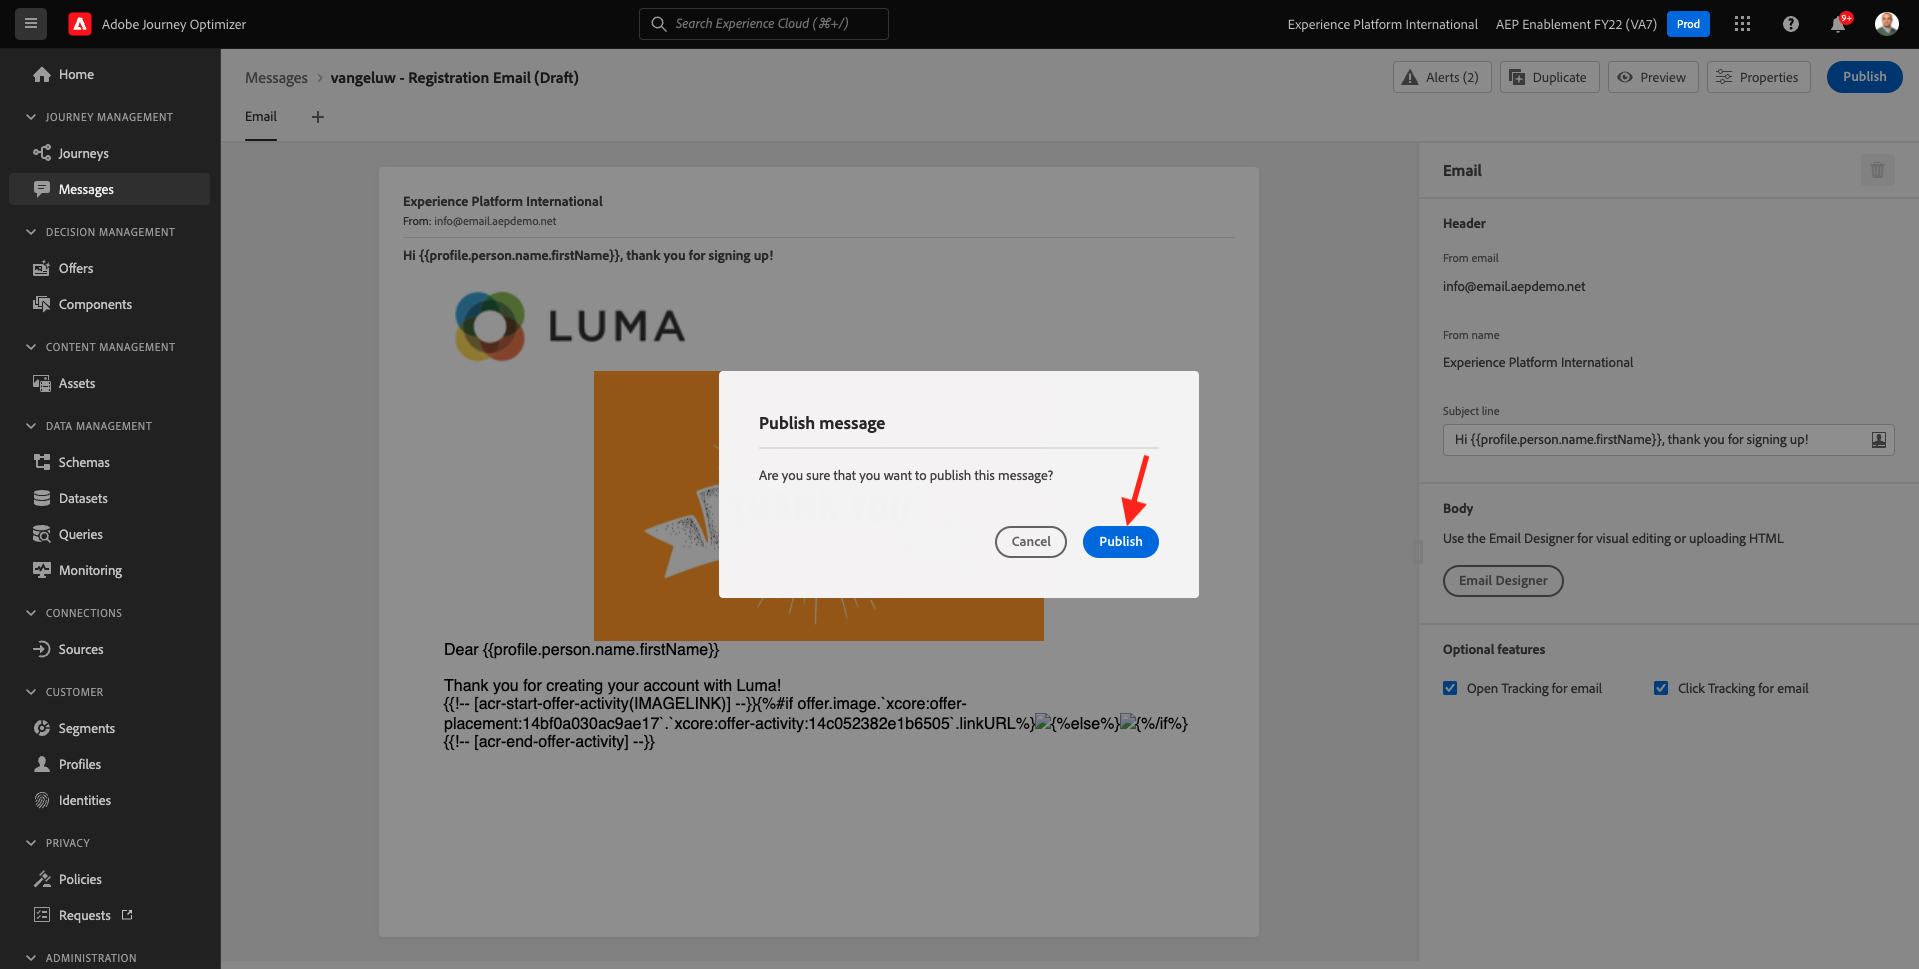 Adobe Journey Optimizer
Search Experience Cloud (⌘+/)
Experience Platform International
AEP Enablement FY22 (VA7)
Prod
9+
Home
JOURNEY MANAGEMENT
Journeys
Messages
DECISION MANAGEMENT
Offers
Components
CONTENT MANAGEMENT
Assets
DATA MANAGEMENT
Schemas
Datasets
Queries
Monitoring
CONNECTIONS
Sources
CUSTOMER
Segments
Profiles
Identities
PRIVACY
Policies
Requests
ADMINISTRATION
Messages > vangeluw - Registration Email (Draft)
Alerts (2)
Duplicate
Preview
Properties
Publish
Email
Experience Platform International
From: info@email.aepdemo.net
Hi {{profile.person.name.firstName}}, thank you for signing up!
LUMA
Publish message
Are you sure that you want to publish this message?
Cancel
Publish
Dear {{profile.person.name.firstName}}
Thank you for creating your account with Luma!
{{!-- [acr-start-offer-activity(IMAGELINK)] --}}{%#if offer.image.`xcore:offer-
placement:14bf0a030ac9ae17`.`xcore:offer-activity:14c052382e1b6505`.linkURL%}{%else%}{%/if%}
{{!-- [acr-end-offer-activity] --}}
Email
Header
From email
info@email.aepdemo.net
From name
Experience Platform International
Subject line
Hi {{profile.person.name.firstName}}, thank you for signing up!
Body
Use the Email Designer for visual editing or uploading HTML
Email Designer
Optional features
Open Tracking for email
Click Tracking for email